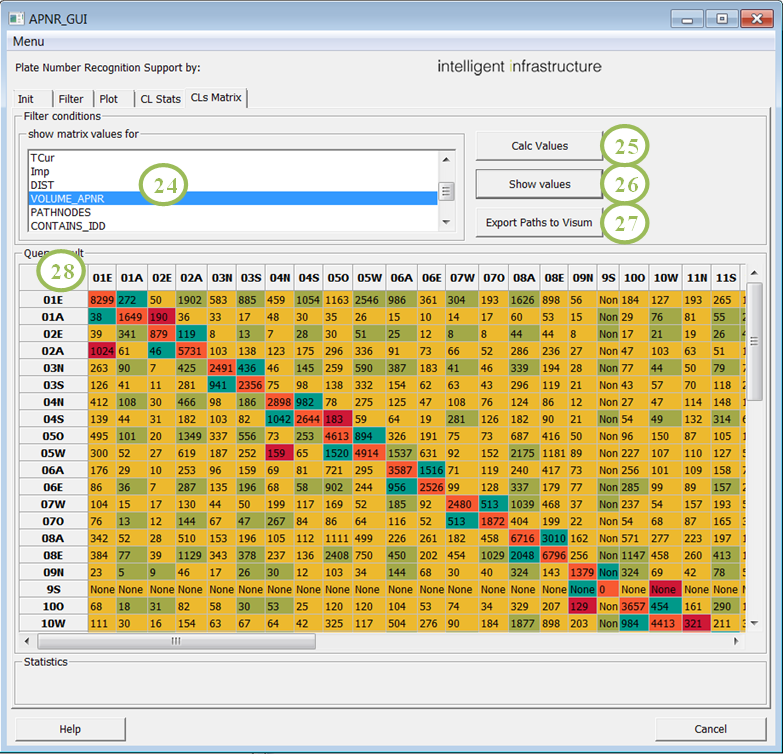 APNR_GUI
Menu
Plate Number Recognition Support by:
intelligent infrastructure
Init Filter Plot CL Stats CLs Matrix
Filter conditions
show matrix values for
TCur
Imp
DIST
VOLUME_APNR
PATHNODES
CONTAINS_IDD
24
Calc Values 25
Show values 26
Export Paths to Visum 27
Query result
28
01E 01A 02E 02A 03N 03S 04N 04S 05O 05W 06A 06E 07W 07O 08A 08E 09N 9S 10O 10W 11N 11S
01E 8299 272 50 1902 583 885 459 1054 1163 2546 986 361 304 193 1626 898 56 Non 184 127 193 265
01A 38 1649 190 36 33 17 48 30 35 26 15 10 14 17 60 53 15 Non 29 76 81 55
02E 39 341 879 119 8 13 7 28 30 51 25 12 8 8 44 44 8 Non 17 21 19 26
02A 1024 61 46 5731 103 138 123 175 296 336 91 73 66 52 286 236 27 Non 47 103 63 51
03N 263 90 7 425 2491 436 46 145 259 590 387 183 41 46 339 194 28 Non 77 44 50 79
03S 126 41 11 281 941 2356 75 98 138 332 154 62 63 43 296 119 21 Non 43 57 70 118
04N 412 108 30 466 98 186 2898 982 78 275 125 47 108 76 124 86 12 Non 27 47 114 148
04S 139 44 31 182 103 82 1042 2644 183 59 64 19 281 126 182 90 21 Non 54 49 132 314
05O 495 101 20 1349 337 556 73 253 4613 894 326 191 75 73 687 416 50 Non 96 150 87 105
05W 300 52 27 619 187 252 159 65 1520 4914 1537 631 92 152 2175 1181 89 Non 227 107 110 127
06A 176 29 10 253 96 159 69 81 721 295 3587 1516 71 119 240 417 73 Non 256 101 109 158
06E 86 36 7 287 135 196 68 58 902 244 956 2526 99 128 337 179 77 Non 285 99 89 157
07W 104 15 17 130 44 50 199 117 169 52 185 92 2480 513 1039 468 37 Non 237 54 157 193
07O 76 13 12 144 67 47 267 84 86 64 116 52 513 1872 404 199 22 Non 54 68 87 165
08A 342 52 28 510 153 196 105 112 1111 499 226 261 182 458 6716 3010 162 Non 571 277 223 197
08E 384 77 39 1129 343 378 237 136 2408 750 450 202 454 1029 2048 6796 256 Non 1147 458 260 413
09N 23 5 9 46 17 26 30 12 103 34 144 68 30 40 324 143 1379 Non 324 69 42 78
9S None None None None None None None None None None None None None None None None None 0 None None None None
10O 68 18 31 82 58 30 53 25 120 120 104 53 74 34 329 207 129 Non 3657 454 161 290
10W 111 30 16 154 63 67 64 42 325 117 504 276 90 184 1877 898 203 Non 984 4413 321 211
Statistics
Help Cancel